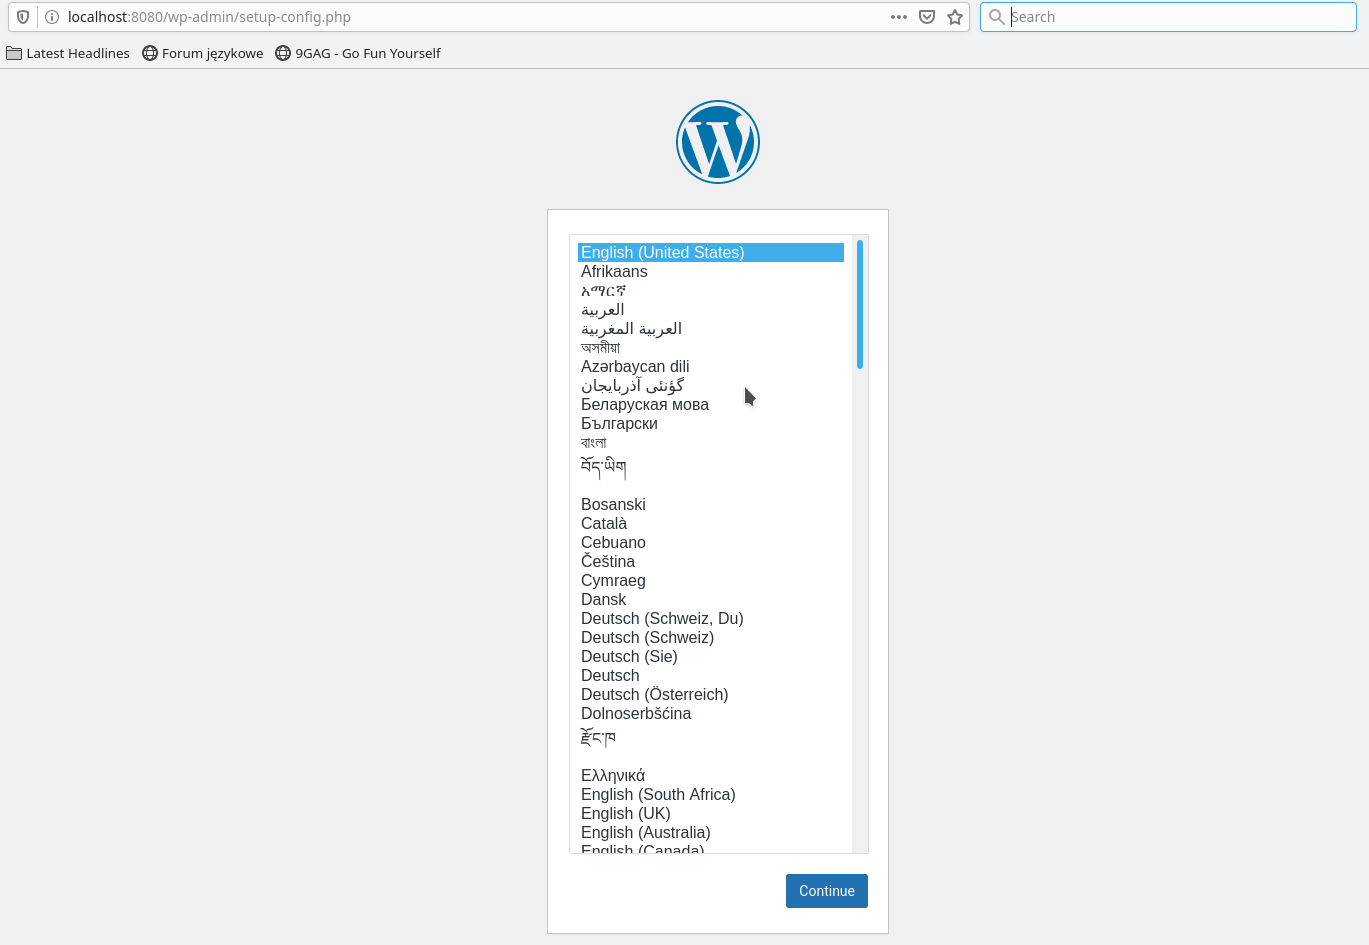 localhost:8080/wp-admin/setup-config.php
Search
Latest Headlines
Forum językowe
9GAG - Go Fun Yourself
English (United States)
Afrikaans
አማርኛ
العربية
العربية المغربية
অসমীয়া
Azərbaycan dili
گؤنئی آذربایجان
Беларуская мова
Български
বাংলা
བོད་ཡིག
Bosanski
Català
Cebuano
Čeština
Cymraeg
Dansk
Deutsch (Schweiz, Du)
Deutsch (Schweiz)
Deutsch (Sie)
Deutsch
Deutsch (Österreich)
Dolnoserbšćina
རྫོང་ཁ
Ελληνικά
English (South Africa)
English (UK)
English (Australia)
English (Canada)
Continue